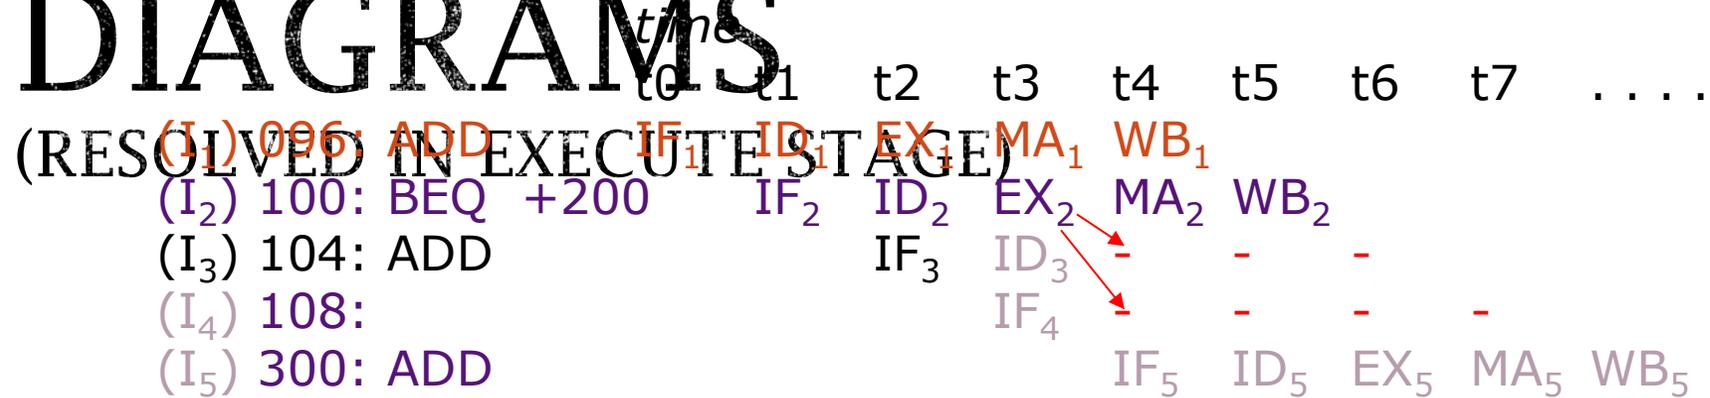 DIAGRAMS
(RESOLVED IN EXECUTE STAGE)
time
t0 t1 t2 t3 t4 t5 t6 t7 . . . .
(I₁) 096: ADD IF₁ ID₁ EX₁ MA₁ WB₁
(I₂) 100: BEQ +200 IF₂ ID₂ EX₂ MA₂ WB₂
(I₃) 104: ADD IF₃ ID₃ - - -
(I₄) 108: IF₄ - - - -
(I₅) 300: ADD IF₅ ID₅ EX₅ MA₅ WB₅